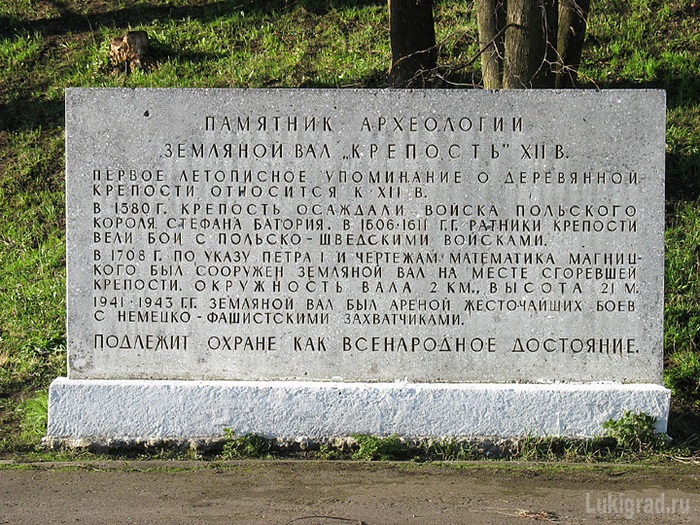 ПАМЯТНИК АРХЕОЛОГИИ
ЗЕМЛЯНОЙ ВАЛ „КРЕПОСТЬ" XII В.
ПЕРВОЕ ЛЕТОПИСНОЕ УПОМИНАНИЕ О ДЕРЕВЯННОЙ
КРЕПОСТИ ОТНОСИТСЯ К XII В.
В 1580 Г. КРЕПОСТЬ ОСАЖДАЛИ ВОЙСКА ПОЛЬСКОГО
КОРОЛЯ СТЕФАНА БАТОРИЯ. В 1606-1611 Г.Г. РАТНИКИ КРЕПОСТИ
ВЕЛИ БОИ С ПОЛЬСКО-ШВЕДСКИМИ ВОЙСКАМИ.
В 1708 Г. ПО УКАЗУ ПЕТРА I И ЧЕРТЕЖАМ МАТЕМАТИКА МАГНИЦ-
КОГО БЫЛ СООРУЖЕН ЗЕМЛЯНОЙ ВАЛ НА МЕСТЕ СГОРЕВШЕЙ
КРЕПОСТИ. ОКРУЖНОСТЬ ВАЛА 2 КМ., ВЫСОТА 21 М.
1941-1943 Г.Г. ЗЕМЛЯНОЙ ВАЛ БЫЛ АРЕНОЙ ЖЕСТОЧАЙШИХ БОЕВ
С НЕМЕЦКО-ФАШИСТСКИМИ ЗАХВАТЧИКАМИ.
ПОДЛЕЖИТ ОХРАНЕ КАК ВСЕНАРОДНОЕ ДОСТОЯНИЕ.
Lukigrad.ru